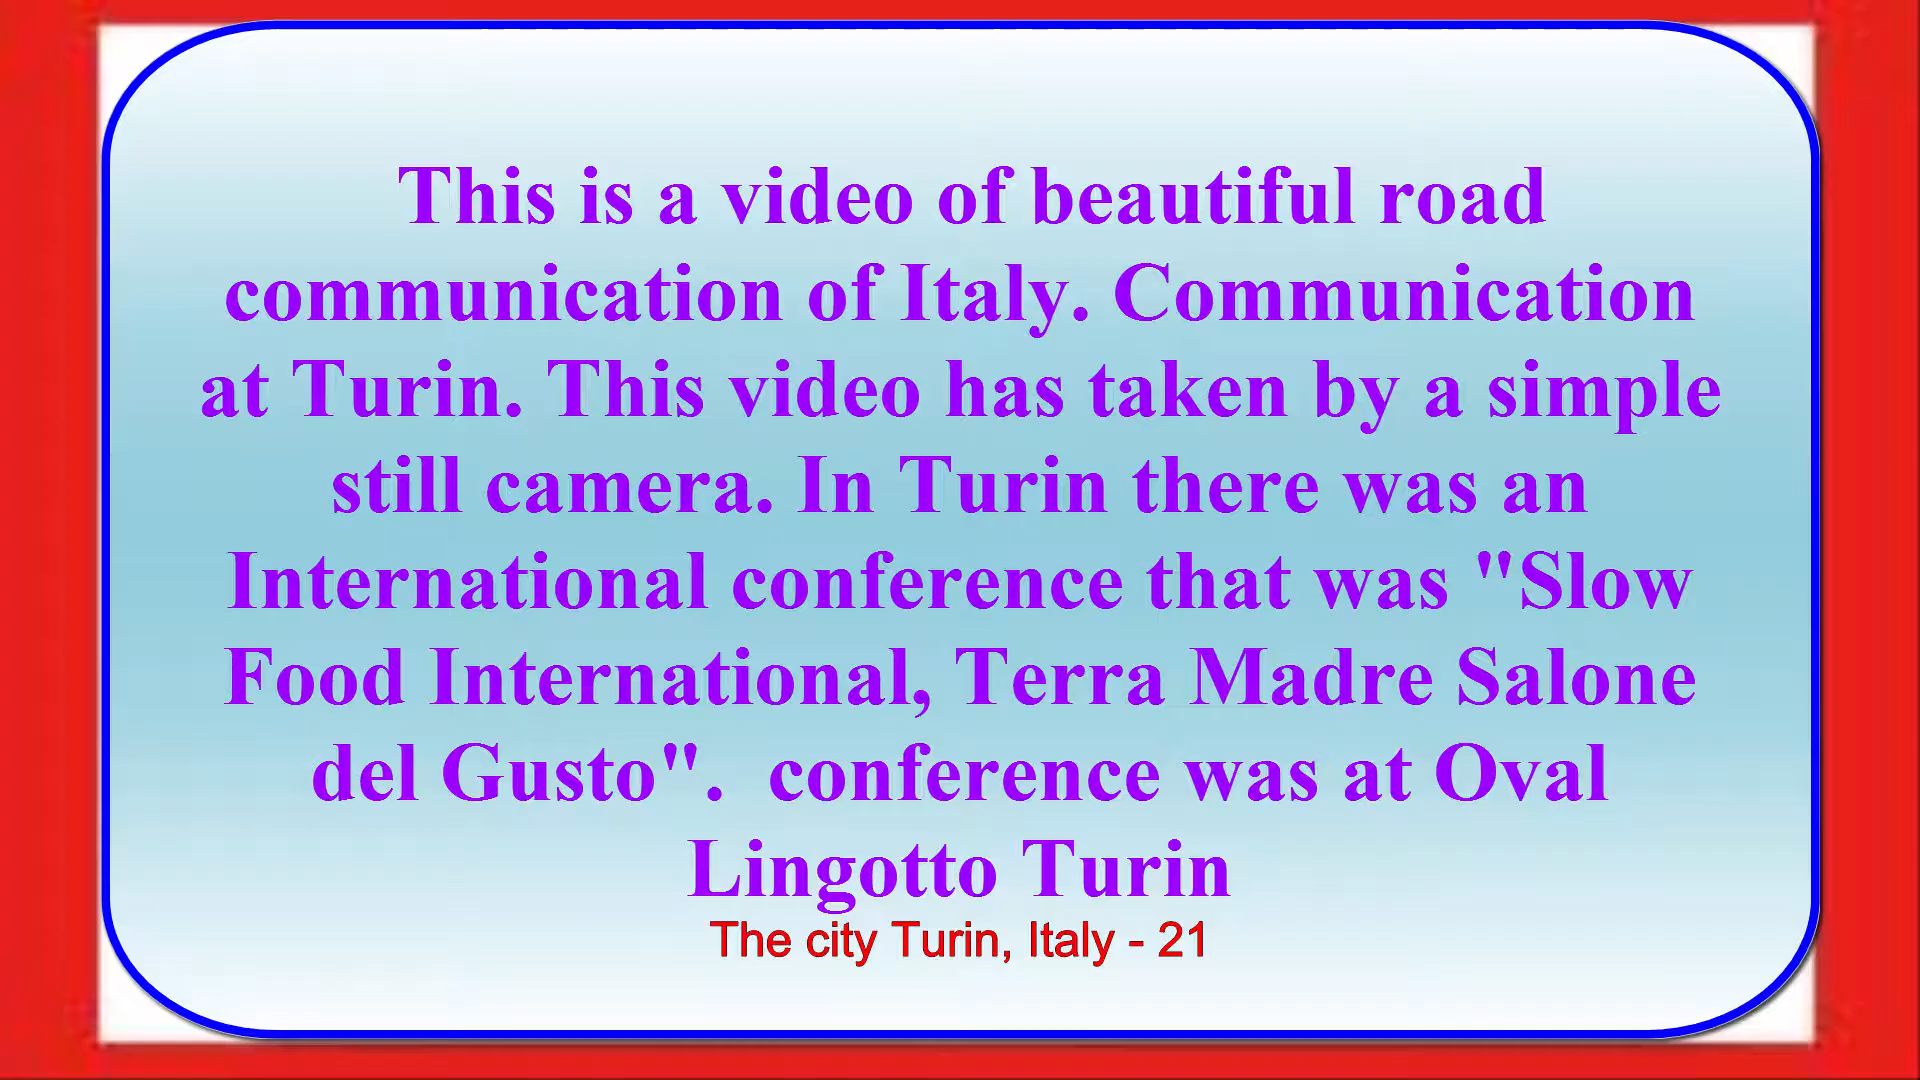 This is a video of beautiful road
communication of Italy. Communication
at Turin. This video has taken by a simple
still camera. In Turin there was an
International conference that was "Slow
Food International, Terra Madre Salone
del Gusto".  conference was at Oval
Lingotto Turin
The city Turin, Italy - 21